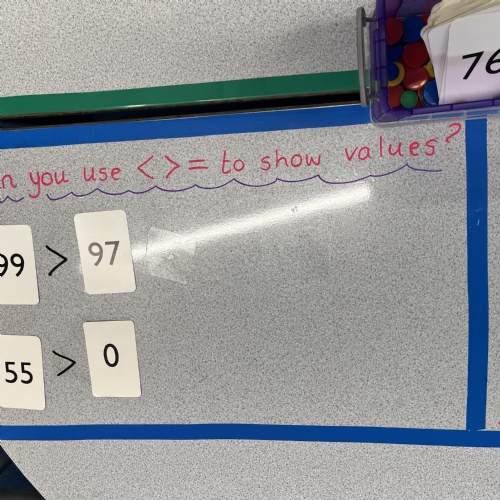 76
you use < > = to show values?
99 > 97
55 > 0